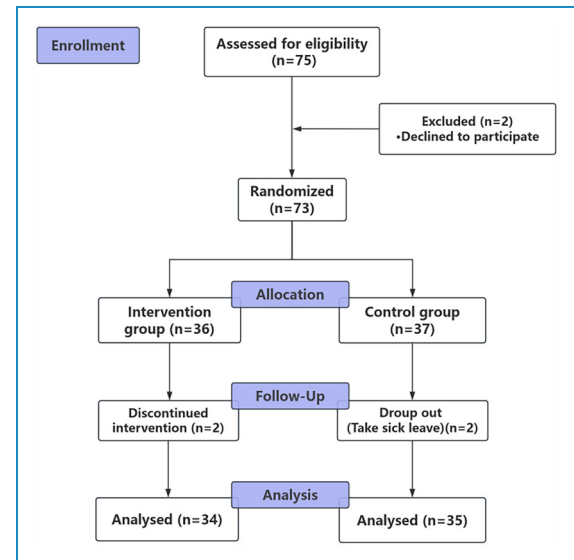 Enrollment
Assessed for eligibility
(n=75)
Excluded (n=2)
•Declined to participate
Randomized
(n=73)
Allocation
Intervention
group (n=36)
Control group
(n=37)
Follow-Up
Discontinued
intervention (n=2)
Droup out
(Take sick leave)(n=2)
Analysis
Analysed (n=34)
Analysed (n=35)